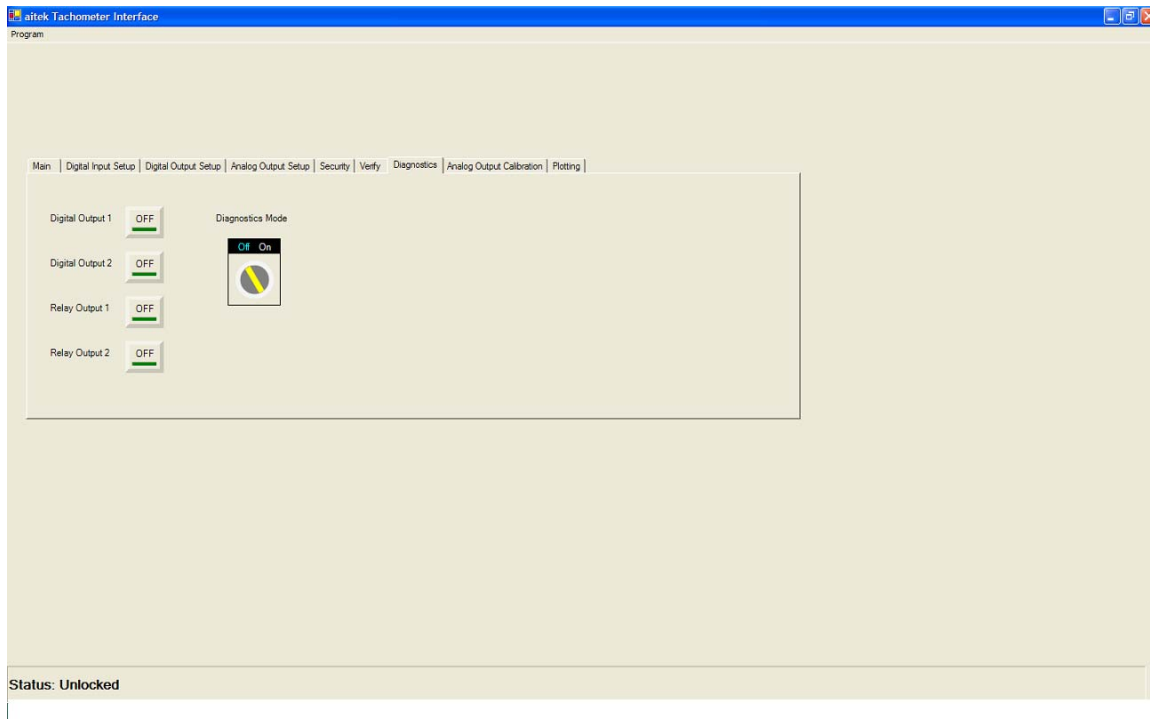 aitek Tachometer Interface
Program
Main Digital Input Setup Digital Output Setup Analog Output Setup Security Verify Diagnostics Analog Output Calibration Plotting
Digital Output 1 OFF Diagnostics Mode
Off On
Digital Output 2 OFF
Relay Output 1 OFF
Relay Output 2 OFF
Status: Unlocked